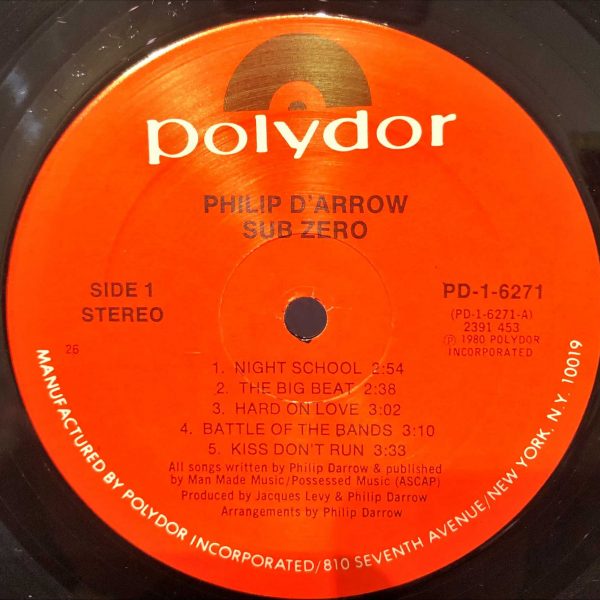 polydor
PHILIP D'ARROW
SUB ZERO
SIDE 1
STEREO
PD-1-6271
(PD-1-6271-A)
2391 453
℗ 1980 POLYDOR
INCORPORATED
26
1. NIGHT SCHOOL 2:54
2. THE BIG BEAT 2:38
3. HARD ON LOVE 3:02
4. BATTLE OF THE BANDS 3:10
5. KISS DON'T RUN 3:33
All songs written by Philip Darrow & published
by Man Made Music/Possessed Music (ASCAP)
Produced by Jacques Levy & Philip Darrow
Arrangements by Philip Darrow
MANUFACTURED BY POLYDOR INCORPORATED/810 SEVENTH AVENUE/NEW YORK, N.Y. 10019